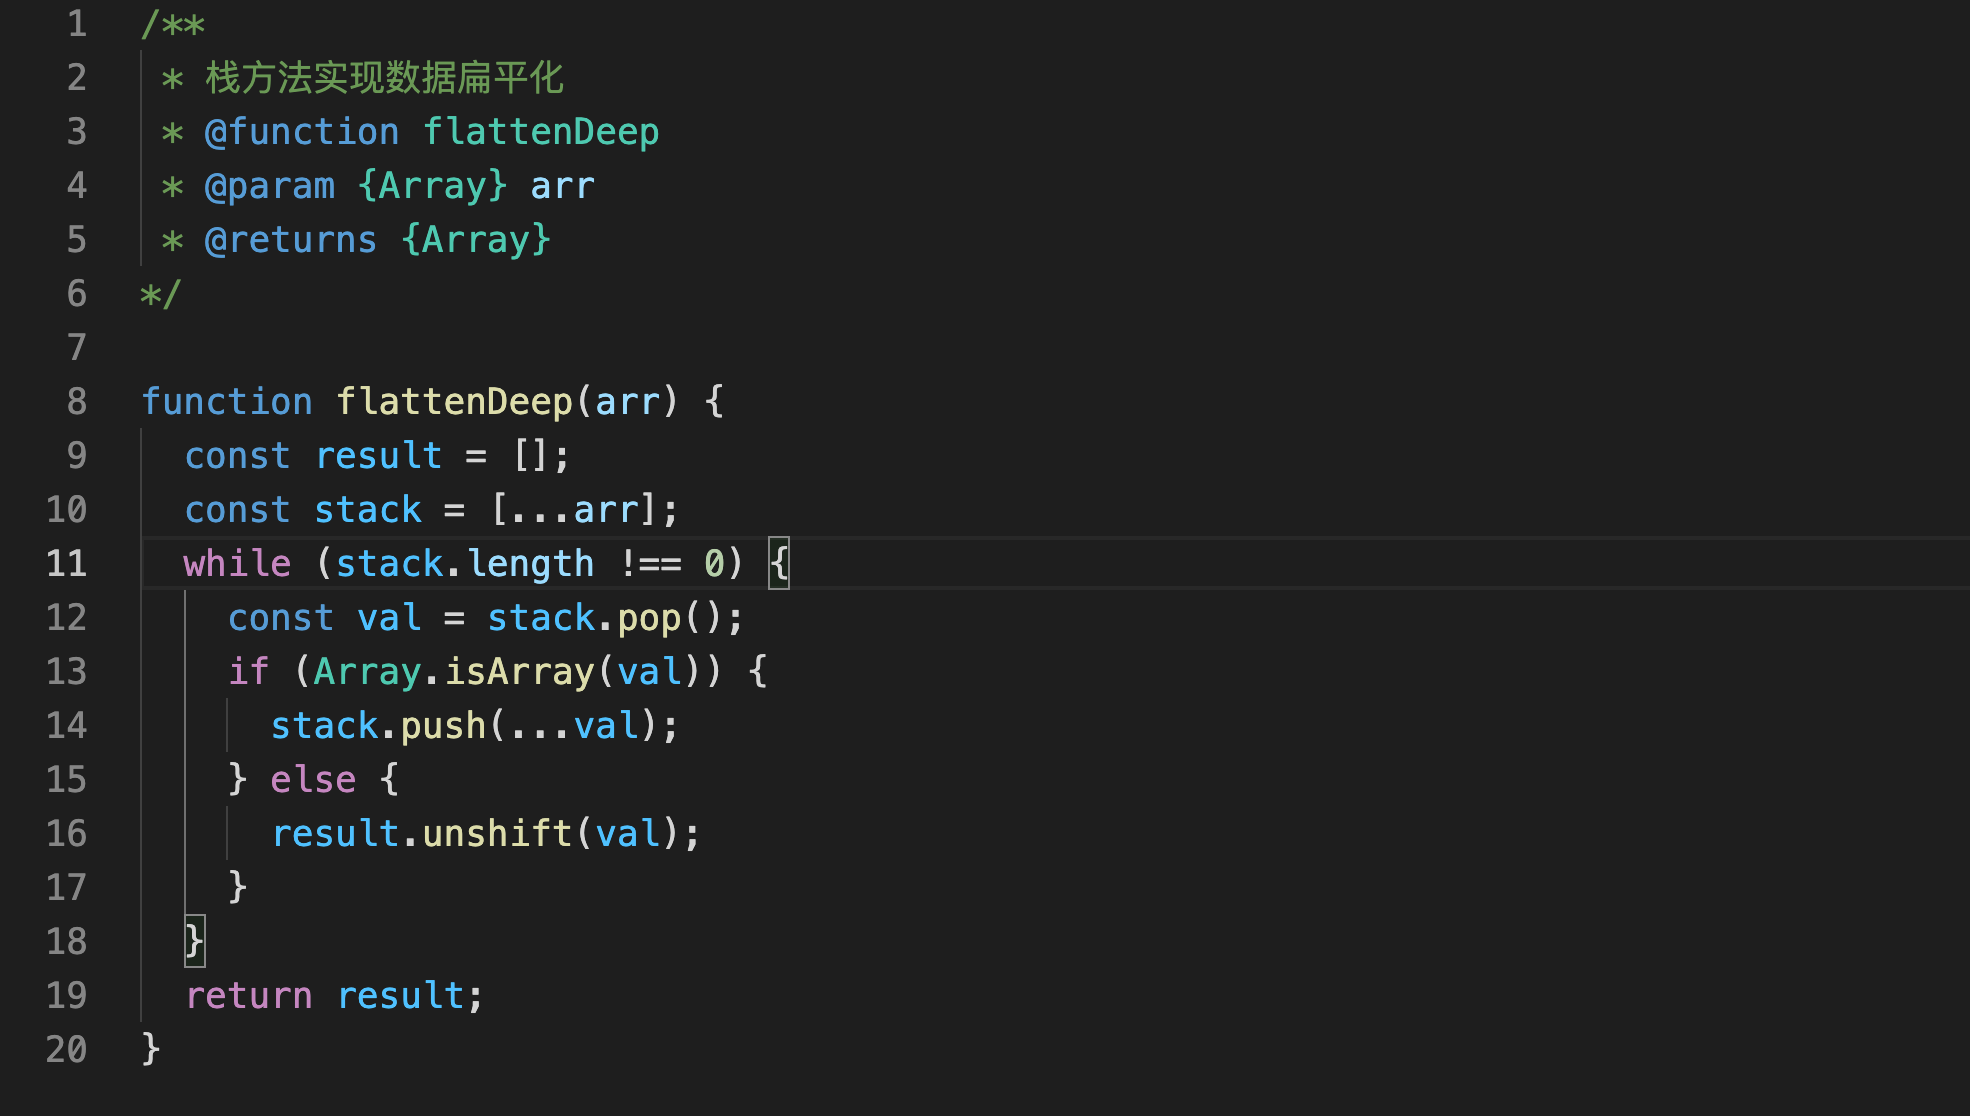 1 /**
2  * 栈方法实现数据扁平化
3  * @function flattenDeep
4  * @param {Array} arr
5  * @returns {Array}
6 */
7
8 function flattenDeep(arr) {
9   const result = [];
10   const stack = [...arr];
11   while (stack.length !== 0) {
12     const val = stack.pop();
13     if (Array.isArray(val)) {
14       stack.push(...val);
15     } else {
16       result.unshift(val);
17     }
18   }
19   return result;
20 }